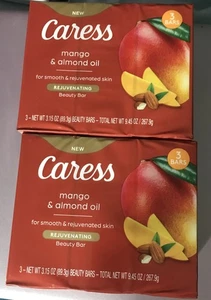 NEW
Caress
mango
& almond oil
for smooth & rejuvenated skin
REJUVENATING
Beauty Bar
3
BARS
3 - NET 3.15 OZ (89.3g) BEAUTY BARS – TOTAL NET WT 9.45 OZ / 267.9g
NEW
Caress
mango
& almond oil
for smooth & rejuvenated skin
REJUVENATING
Beauty Bar
3
BARS
3 - NET 3.15 OZ (89.3g) BEAUTY BARS – TOTAL NET WT 9.45 OZ / 267.9g